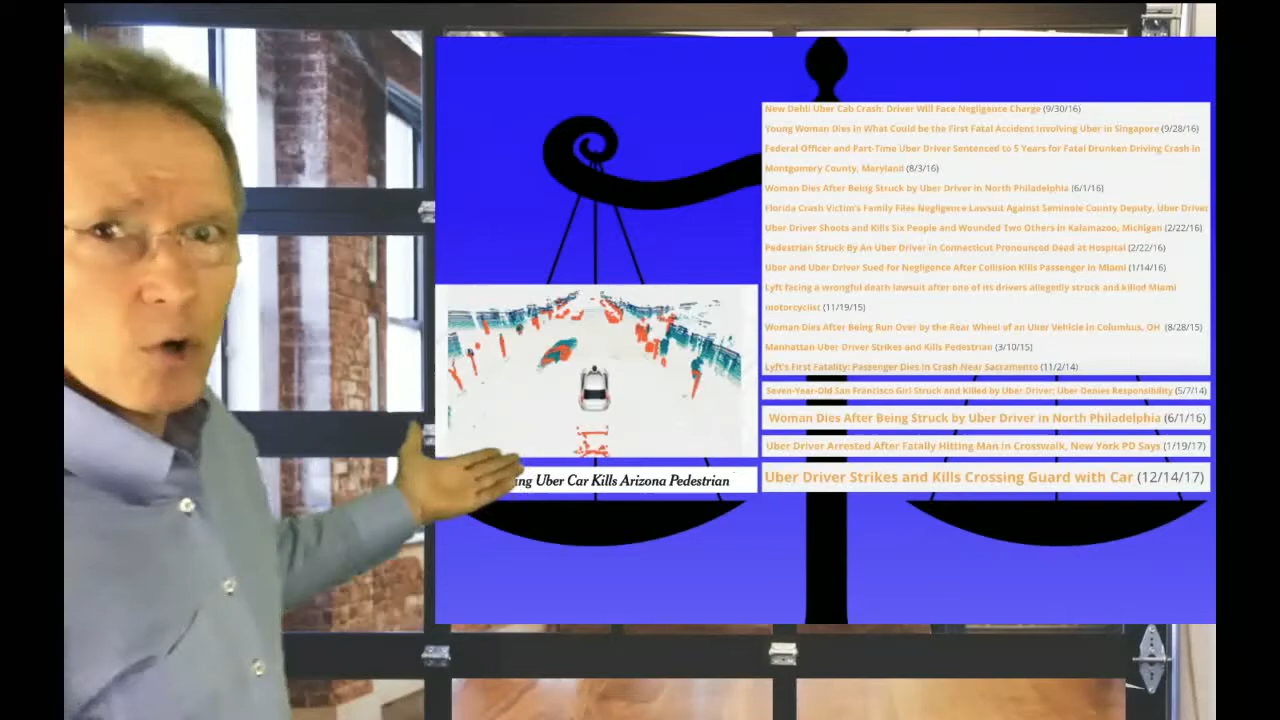 New Dehli Uber Cab Crash: Driver Will Face Negligence Charge (9/30/16)
Young Woman Dies in What Could be the First Fatal Accident Involving Uber in Singapore (9/28/16)
Federal Officer and Part-Time Uber Driver Sentenced to 5 Years for Fatal Drunken Driving Crash in
Montgomery County, Maryland (8/3/16)
Woman Dies After Being Struck by Uber Driver in North Philadelphia (6/1/16)
Florida Crash Victim's Family Files Negligence Lawsuit Against Seminole County Deputy, Uber Driver
Uber Driver Shoots and Kills Six People and Wounded Two Others in Kalamazoo, Michigan (2/22/16)
Pedestrian Struck By An Uber Driver in Connecticut Pronounced Dead at Hospital (2/22/16)
Uber and Uber Driver Sued for Negligence After Collision Kills Passenger in Miami (1/14/16)
Lyft facing a wrongful death lawsuit after one of its drivers allegedly struck and killed Miami
motorcyclist (11/19/15)
Woman Dies After Being Run Over by the Rear Wheel of an Uber Vehicle in Columbus, OH (8/28/15)
Manhattan Uber Driver Strikes and Kills Pedestrian (3/10/15)
Lyft's First Fatality: Passenger Dies in Crash Near Sacramento (11/2/14)
Seven-Year-Old San Francisco Girl Struck and Killed by Uber Driver; Uber Denies Responsibility (5/7/14)
Woman Dies After Being Struck by Uber Driver in North Philadelphia (6/1/16)
Uber Driver Arrested After Fatally Hitting Man in Crosswalk, New York PD Says (1/19/17)
Uber Driver Strikes and Kills Crossing Guard with Car (12/14/17)
ing Uber Car Kills Arizona Pedestrian